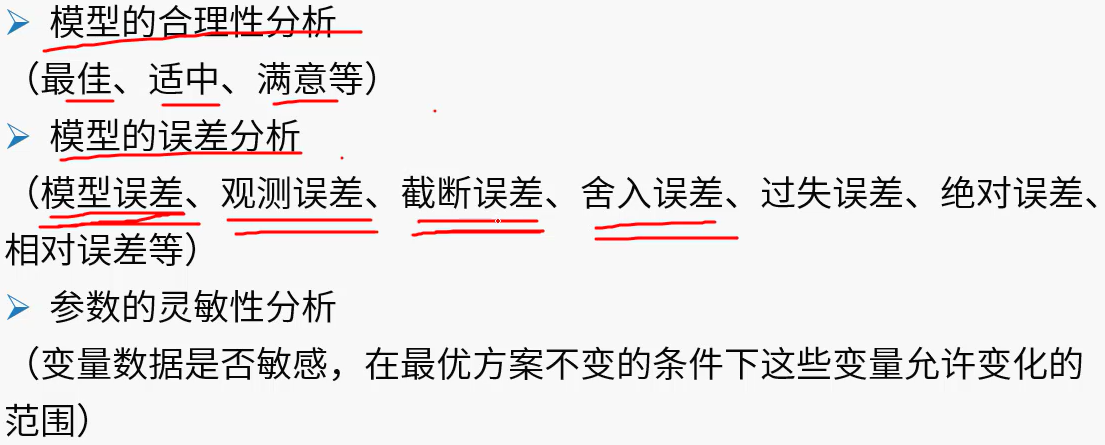 ➢ 模型的合理性分析
（最佳、适中、满意等）
➢ 模型的误差分析
（模型误差、观测误差、截断误差、舍入误差、过失误差、绝对误差、
相对误差等）
➢ 参数的灵敏性分析
（变量数据是否敏感，在最优方案不变的条件下这些变量允许变化的
范围）